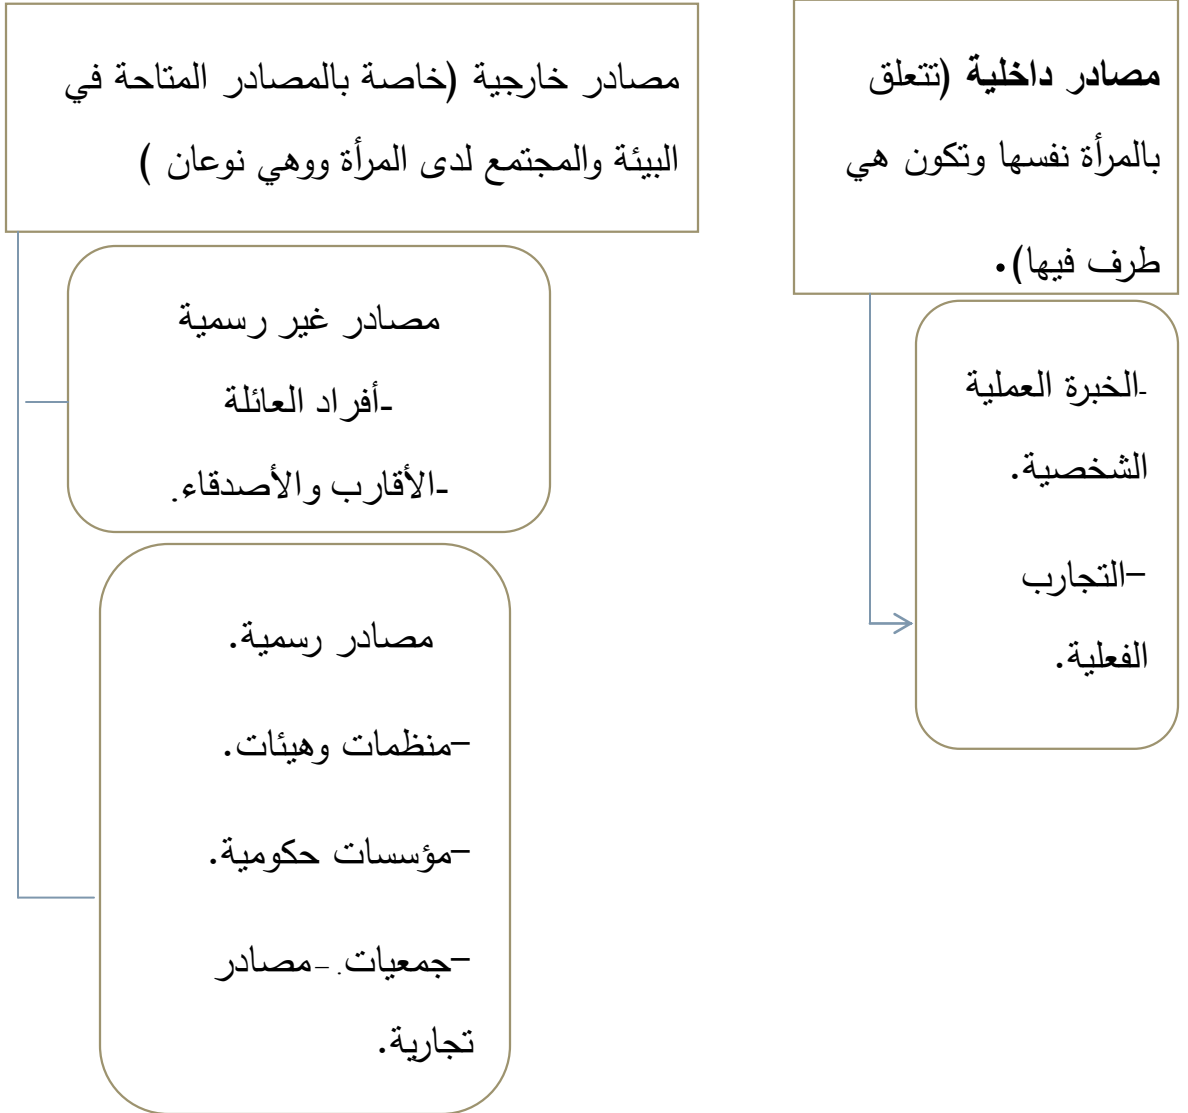 مصادر داخلية (تتعلق
بالمرأة نفسها وتكون هي
طرف فيها).
-الخبرة العملية
الشخصية.
-التجارب
الفعلية.
مصادر خارجية (خاصة بالمصادر المتاحة في
البيئة والمجتمع لدى المرأة ووهي نوعان )
مصادر غير رسمية
-أفراد العائلة
-الأقارب والأصدقاء.
مصادر رسمية.
-منظمات وهيئات.
-مؤسسات حكومية.
-جمعيات. -مصادر
تجارية.